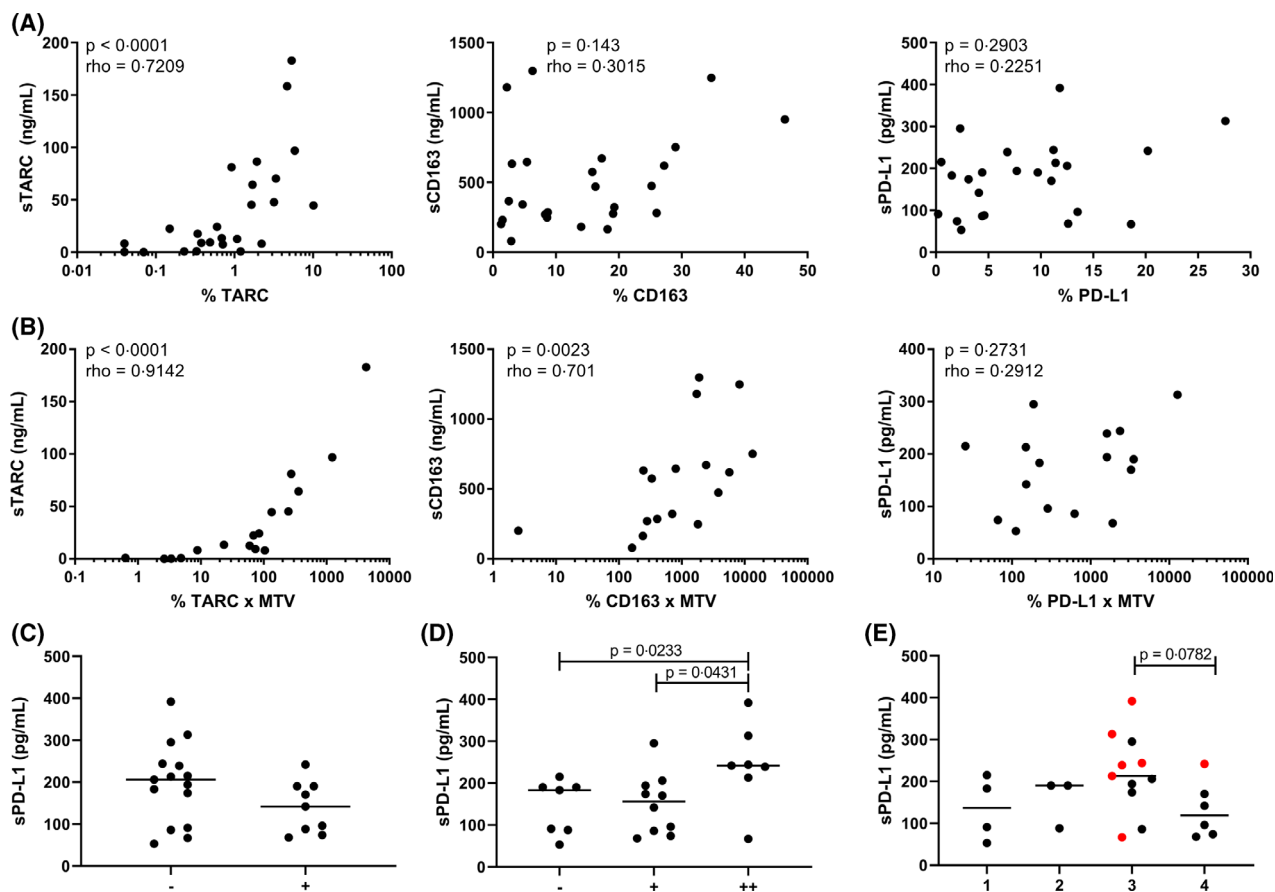 (A)
p < 0·0001
rho = 0·7209
sTARC (ng/mL)
200
150
100
50
0
0·01 0·1 1 10 100
% TARC
p = 0·143
rho = 0·3015
sCD163 (ng/mL)
1500
1000
500
0
0 10 20 30 40 50
% CD163
p = 0·2903
rho = 0·2251
sPD-L1 (pg/mL)
500
400
300
200
100
0
0 5 10 15 20 25 30
% PD-L1
(B)
p < 0·0001
rho = 0·9142
sTARC (ng/mL)
200
150
100
50
0
0·1 1 10 100 1000 10000
% TARC x MTV
p = 0·0023
rho = 0·701
sCD163 (ng/mL)
1500
1000
500
0
1 10 100 1000 10000 100000
% CD163 x MTV
p = 0·2731
rho = 0·2912
sPD-L1 (pg/mL)
400
300
200
100
0
10 100 1000 10000 100000
% PD-L1 x MTV
(C)
sPD-L1 (pg/mL)
500
400
300
200
100
0
- +
(D)
p = 0·0233
p = 0·0431
sPD-L1 (pg/mL)
500
400
300
200
100
0
- + ++
(E)
p = 0·0782
sPD-L1 (pg/mL)
500
400
300
200
100
0
1 2 3 4